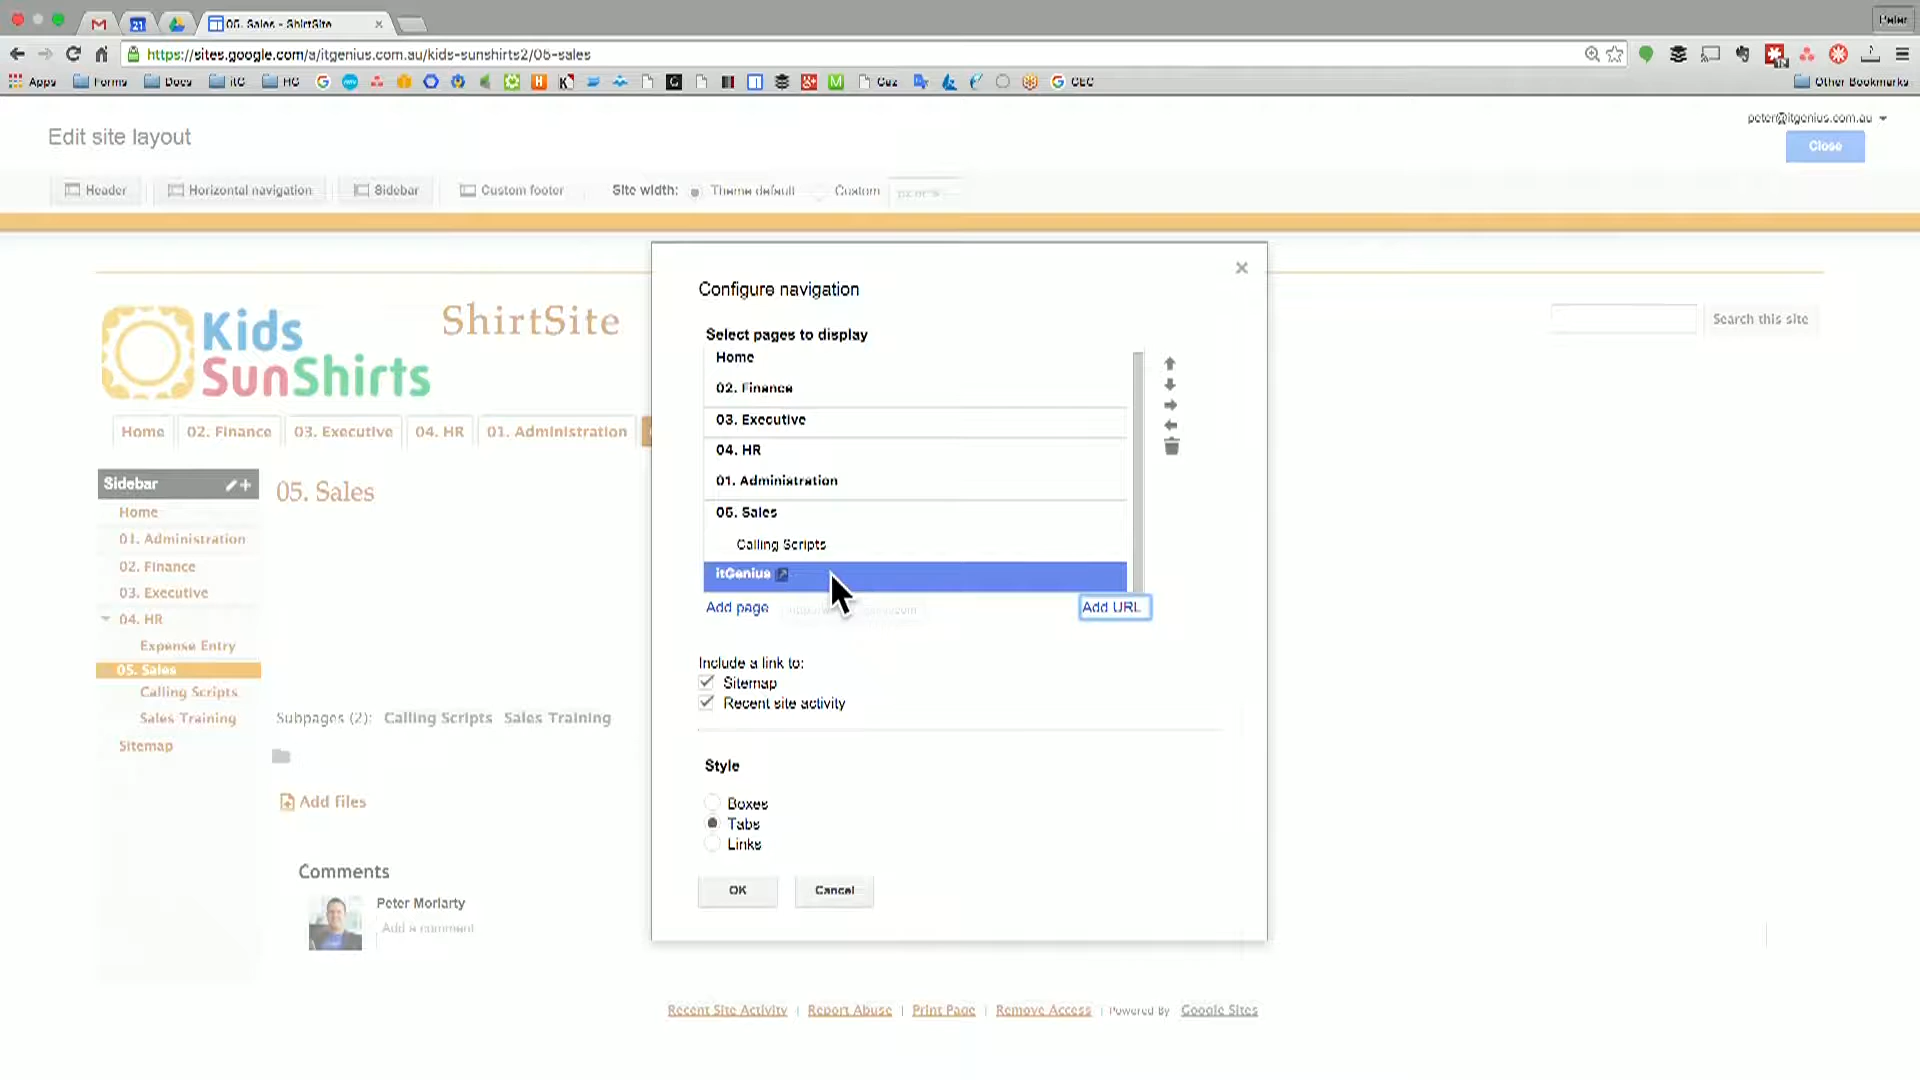 05. Sales - ShirtSite
Peter
https://sites.google.com/a/itgenius.com.au/kids-sunshirts2/05-sales
Apps Forms Docs itG HG Cuz CEC Other Bookmarks
Edit site layout
peter@itgenius.com.au
Close
Header Horizontal navigation Sidebar Custom footer Site width: Theme default Custom
Kids
SunShirts
ShirtSite
Search this site
Home 02. Finance 03. Executive 04. HR 01. Administration
Sidebar
Home
01. Administration
02. Finance
03. Executive
04. HR
Expense Entry
05. Sales
Calling Scripts
Sales Training
Sitemap
05. Sales
Subpages (2): Calling Scripts Sales Training
Add files
Comments
Peter Moriarty
Add a comment
Configure navigation
Select pages to display
Home
02. Finance
03. Executive
04. HR
01. Administration
05. Sales
Calling Scripts
itGenius
Add page
Add URL
Include a link to:
Sitemap
Recent site activity
Style
Boxes
Tabs
Links
OK Cancel
Recent Site Activity | Report Abuse | Print Page | Remove Access | Powered By Google Sites